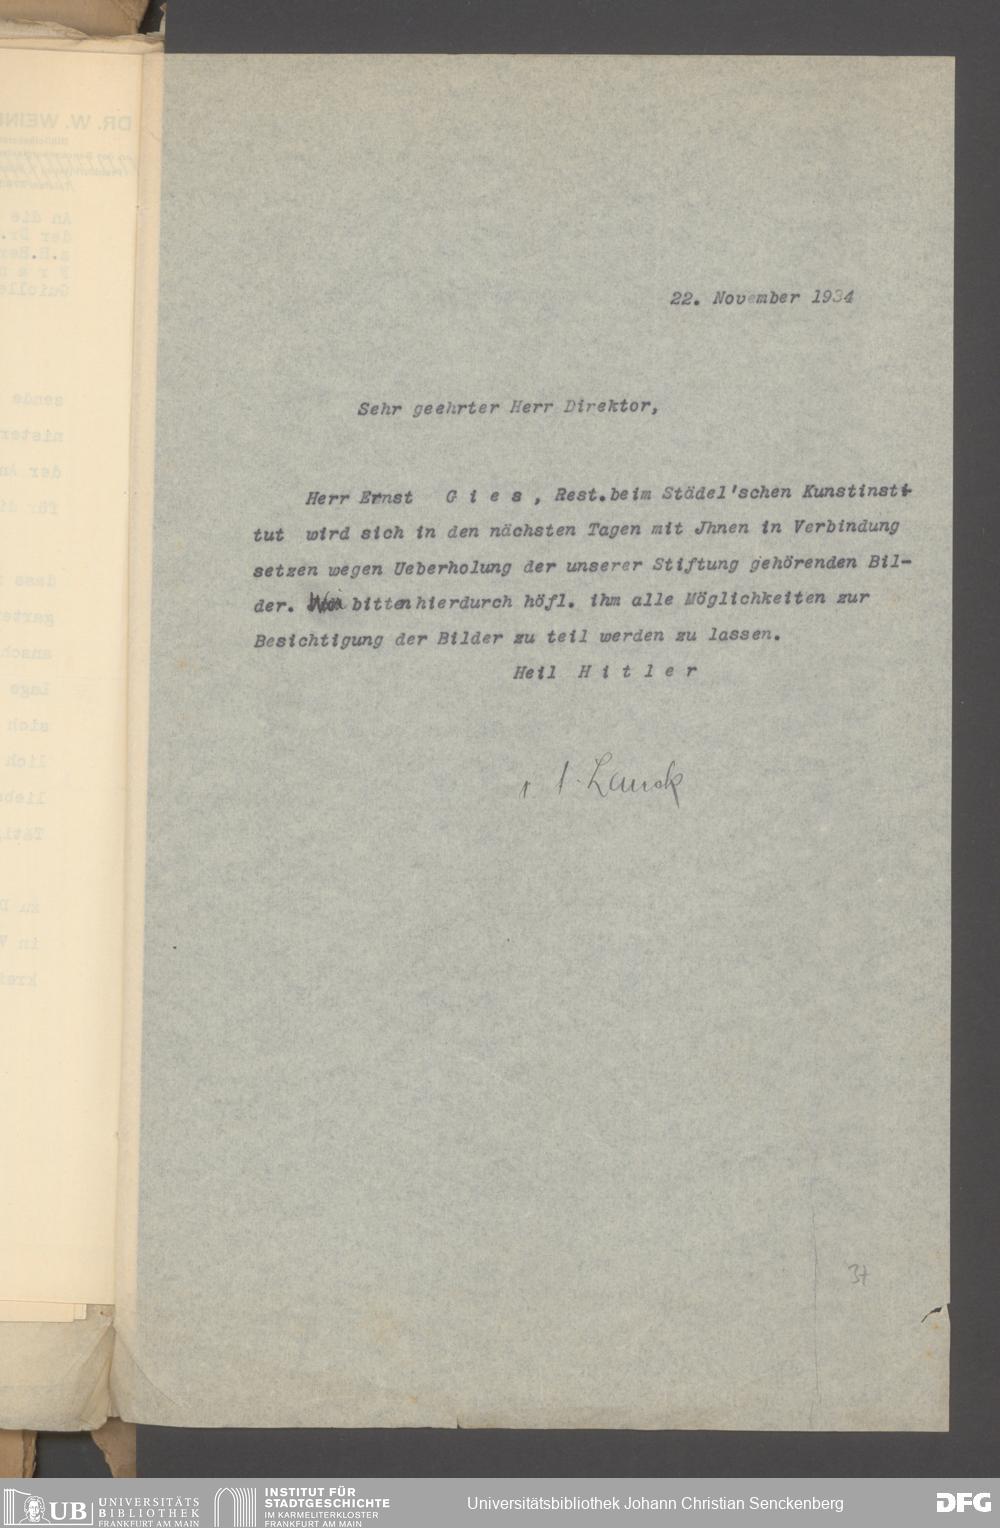 22. November 1934
Sehr geehrter Herr Direktor,
Herr Ernst G i e s , Rest.beim Städel'schen Kunstinsti-
tut wird sich in den nächsten Tagen mit Jhnen in Verbindung
setzen wegen Ueberholung der unserer Stiftung gehörenden Bil-
der. Wir bitten hierdurch höfl. ihm alle Möglichkeiten zur
Besichtigung der Bilder zu teil werden zu lassen.
Heil H i t l e r
37
UB UNIVERSITÄTS
BIBLIOTHEK
FRANKFURT AM MAIN
INSTITUT FÜR
STADTGESCHICHTE
IM KARMELITERKLOSTER
FRANKFURT AM MAIN
Universitätsbibliothek Johann Christian Senckenberg
DFG